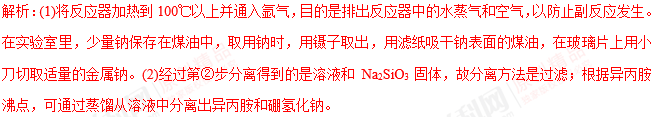 解析：(1)将反应器加热到 100℃以上并通入氩气，目的是排出反应器中的水蒸气和空气，以防止副反应发生。
在实验室里，少量钠保存在煤油中，取用钠时，用镊子取出，用滤纸吸干钠表面的煤油，在玻璃片上用小
刀切取适量的金属钠。(2)经过第②步分离得到的是溶液和 Na₂SiO₃ 固体，故分离方法是过滤；根据异丙胺
沸点，可通过蒸馏从溶液中分离出异丙胺和硼氢化钠。